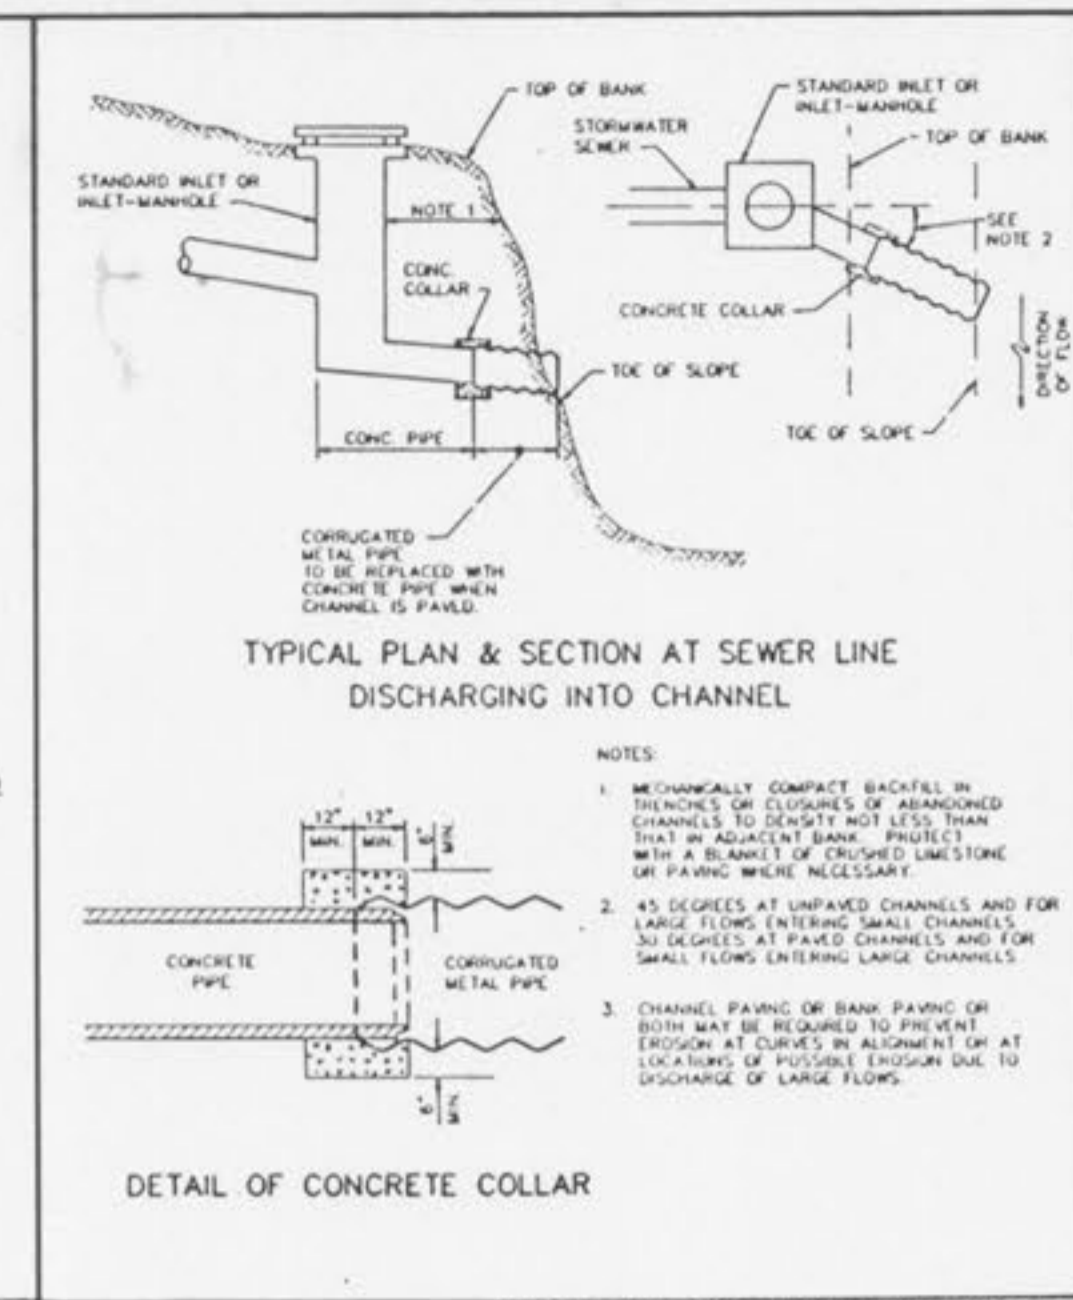 TOP OF BANK
STANDARD INLET OR
INLET-MANHOLE
NOTE 1
CONC.
COLLAR
TOE OF SLOPE
CONC. PIPE
CORRUGATED
METAL PIPE
TO BE REPLACED WITH
CONCRETE PIPE WHEN
CHANNEL IS PAVED.
STANDARD INLET OR
INLET-MANHOLE
STORMWATER
SEWER
TOP OF BANK
SEE
NOTE 2
CONCRETE COLLAR
DIRECTION
OF FLOW
TOE OF SLOPE
TYPICAL PLAN & SECTION AT SEWER LINE
DISCHARGING INTO CHANNEL
12" 12"
MIN. MIN.
6"
MIN.
CONCRETE
PIPE
CORRUGATED
METAL PIPE
6"
MIN.
DETAIL OF CONCRETE COLLAR
NOTES:
1. MECHANICALLY COMPACT BACKFILL IN
TRENCHES OR CLOSURES OF ABANDONED
CHANNELS TO DENSITY NOT LESS THAN
THAT IN ADJACENT BANK. PROTECT
WITH A BLANKET OF CRUSHED LIMESTONE
OR PAVING WHERE NECESSARY.
2. 45 DEGREES AT UNPAVED CHANNELS AND FOR
LARGE FLOWS ENTERING SMALL CHANNELS.
30 DEGREES AT PAVED CHANNELS AND FOR
SMALL FLOWS ENTERING LARGE CHANNELS.
3. CHANNEL PAVING OR BANK PAVING OR
BOTH MAY BE REQUIRED TO PREVENT
EROSION AT CURVES IN ALIGNMENT OR AT
LOCATIONS OF POSSIBLE EROSION DUE TO
DISCHARGE OF LARGE FLOWS.